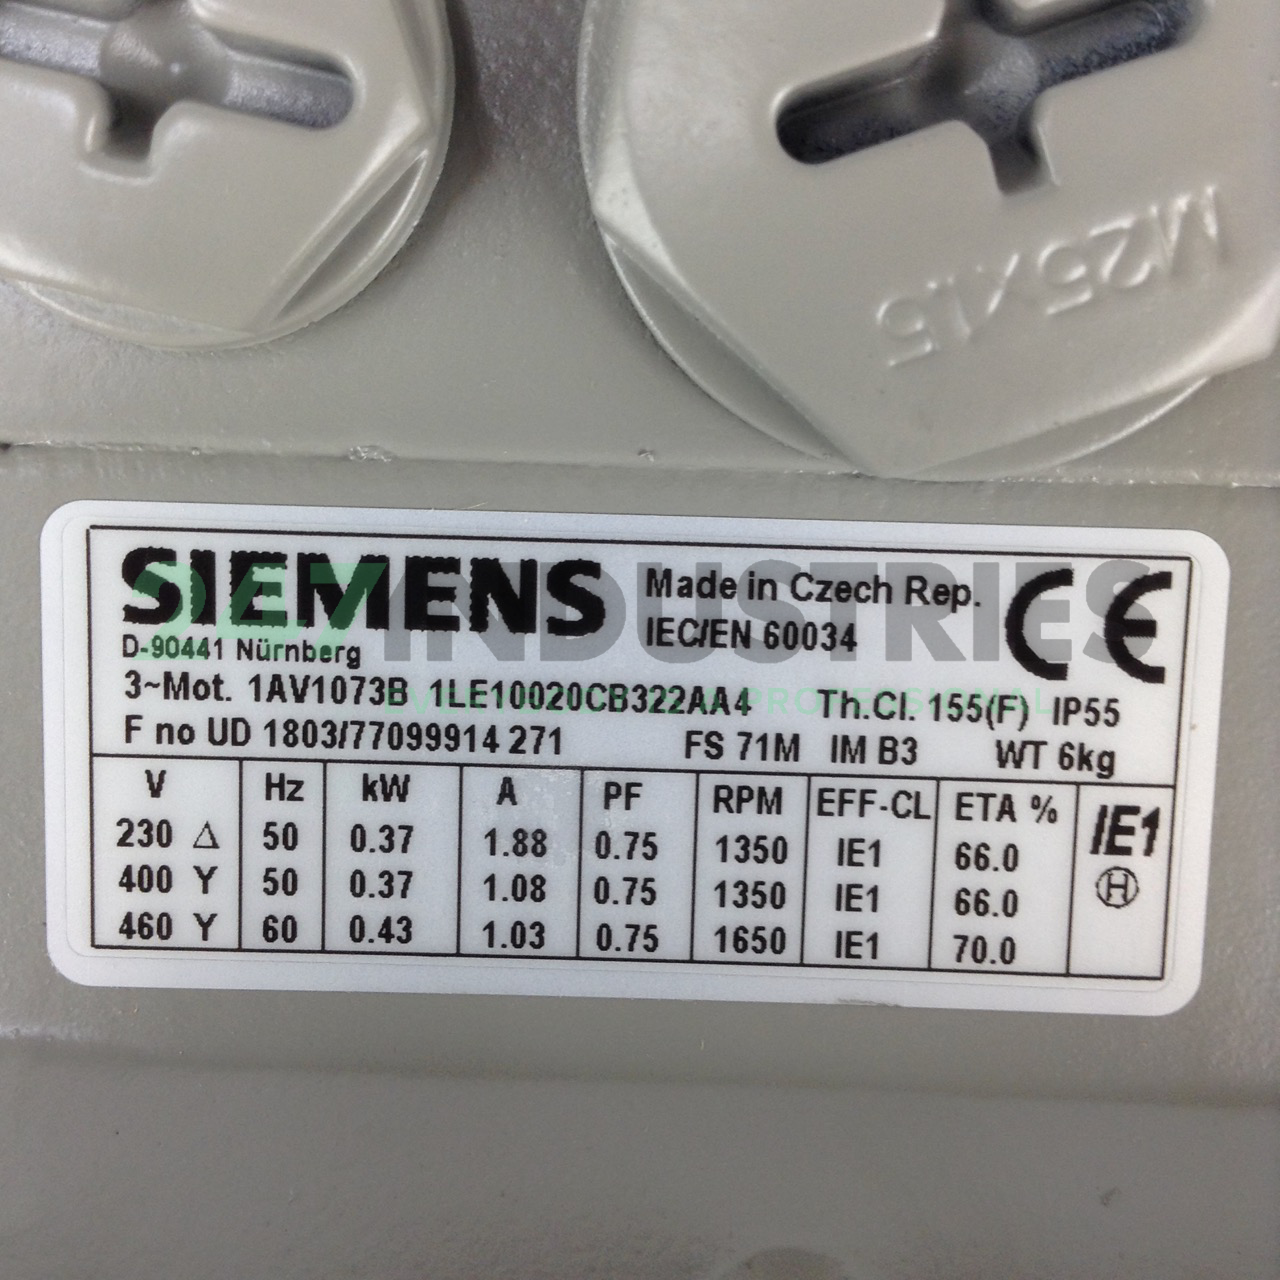 M25x1.5
SIEMENS
D-90441 Nürnberg
Made in Czech Rep.
IEC/EN 60034
CE
3~Mot. 1AV1073B 1LE10020CB322AA4 Th.Cl. 155(F) IP55
F no UD 1803/77099914 271 FS 71M IM B3 WT 6kg
V Hz kW A PF RPM EFF-CL ETA %
230 Δ 50 0.37 1.88 0.75 1350 IE1 66.0
400 Y 50 0.37 1.08 0.75 1350 IE1 66.0
460 Y 60 0.43 1.03 0.75 1650 IE1 70.0
IE1
H
247INDUSTRIES